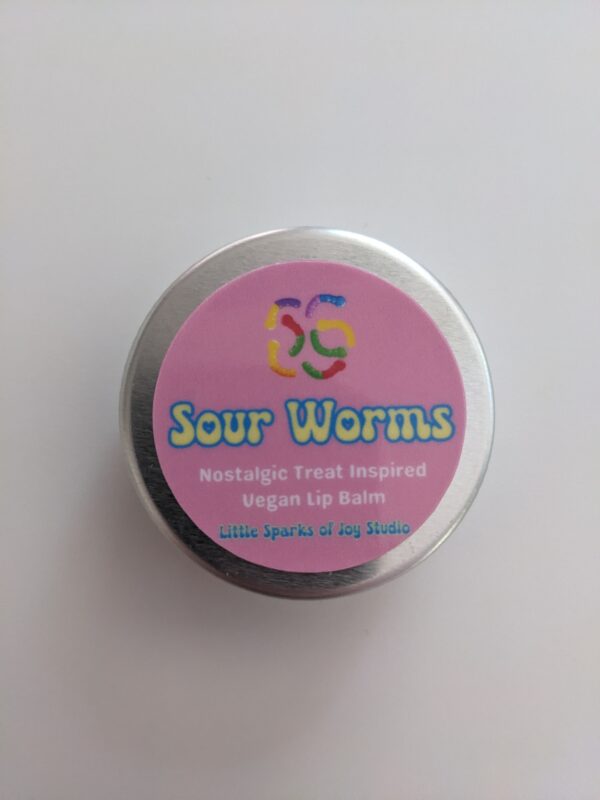 Sour Worms
Nostalgic Treat Inspired
Vegan Lip Balm
Little Sparks of Joy Studio